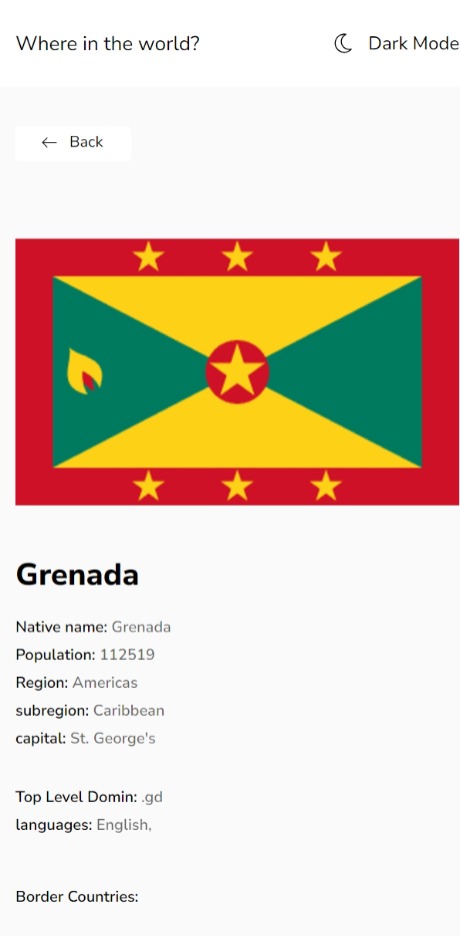 Where in the world?
Dark Mode
Back
Grenada
Native name: Grenada
Population: 112519
Region: Americas
subregion: Caribbean
capital: St. George's
Top Level Domin: .gd
languages: English,
Border Countries: